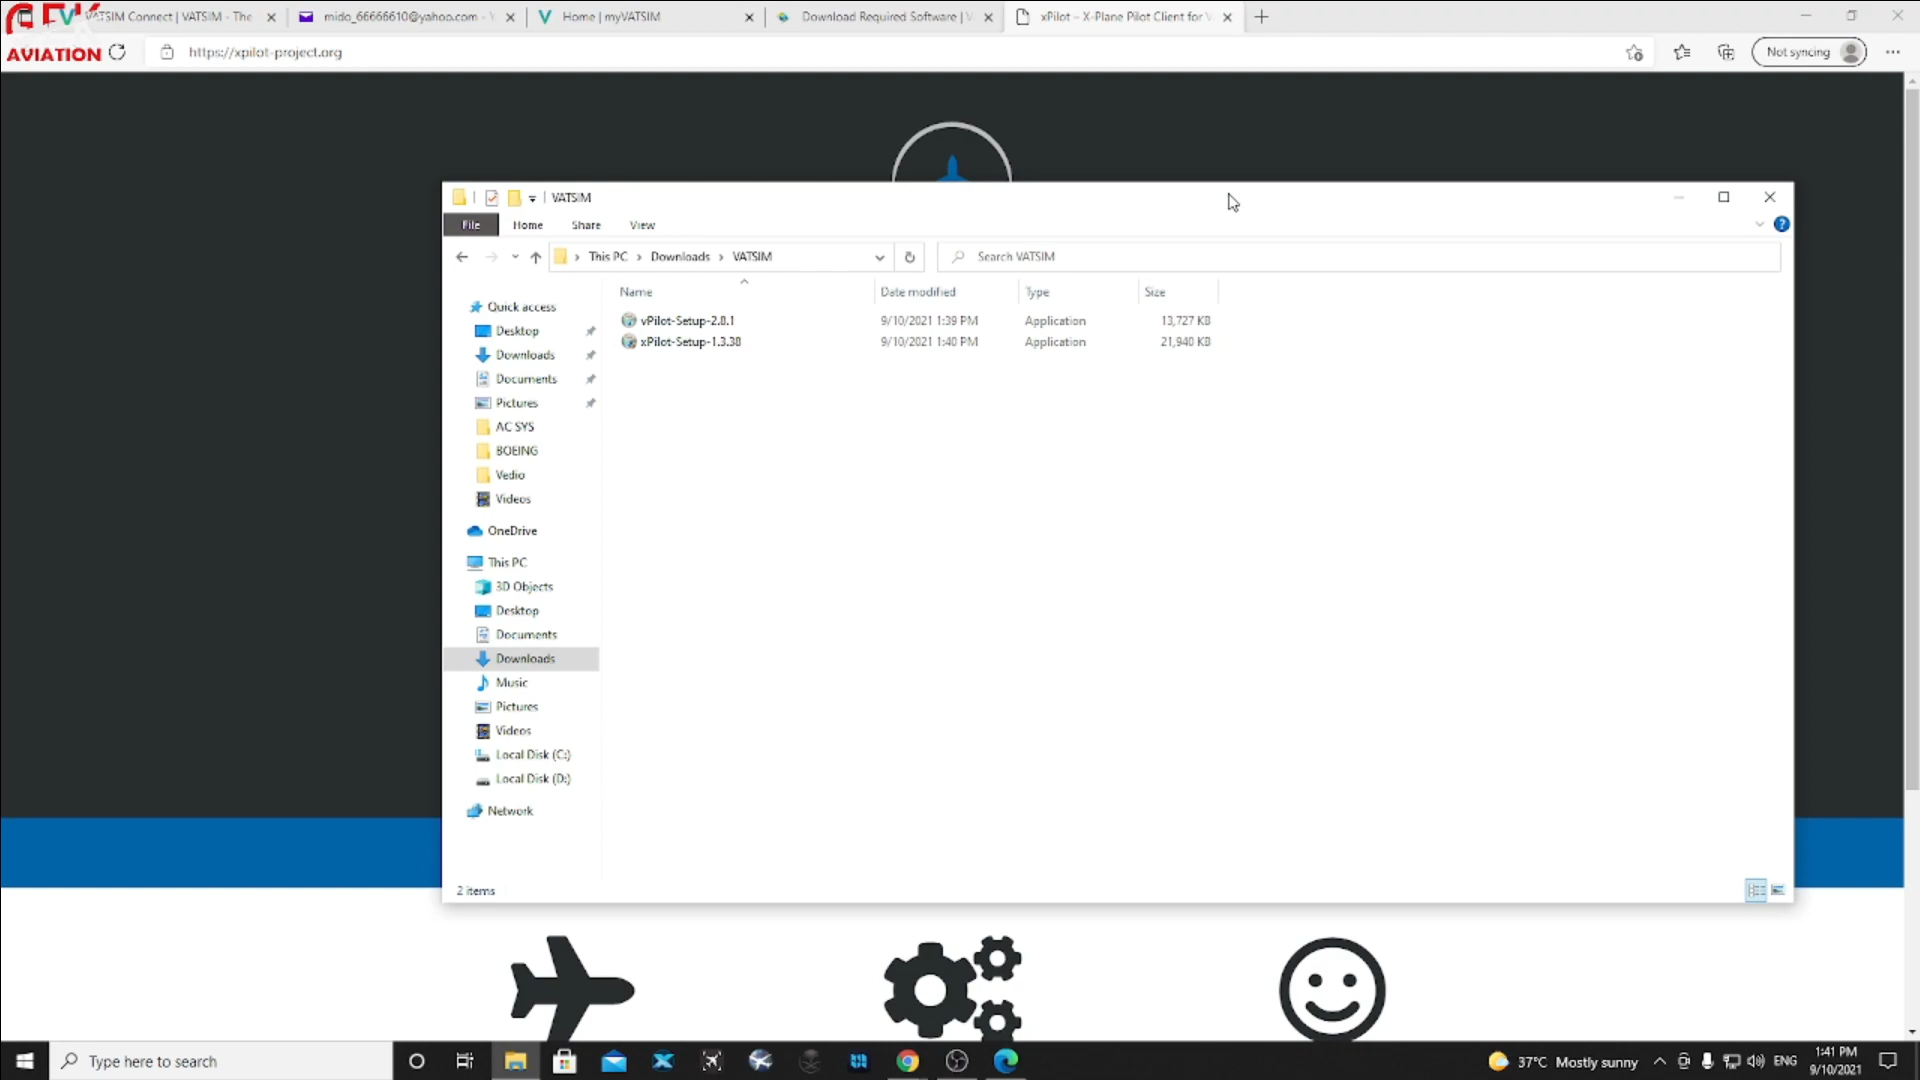 VATSIM Connect | VATSIM - The
mido_66666610@yahoo.com - Y
Home | myVATSIM
Download Required Software | V
xPilot – X-Plane Pilot Client for V
AVIATION
https://xpilot-project.org
Not syncing
VATSIM
File
Home
Share
View
This PC
Downloads
VATSIM
Search VATSIM
Name
Date modified
Type
Size
vPilot-Setup-2.8.1
9/10/2021 1:39 PM
Application
13,727 KB
xPilot-Setup-1.3.38
9/10/2021 1:40 PM
Application
21,940 KB
Quick access
Desktop
Downloads
Documents
Pictures
AC SYS
BOEING
Vedio
Videos
OneDrive
This PC
3D Objects
Desktop
Documents
Downloads
Music
Pictures
Videos
Local Disk (C:)
Local Disk (D:)
Network
2 items
Type here to search
37°C Mostly sunny
ENG
1:41 PM
9/10/2021